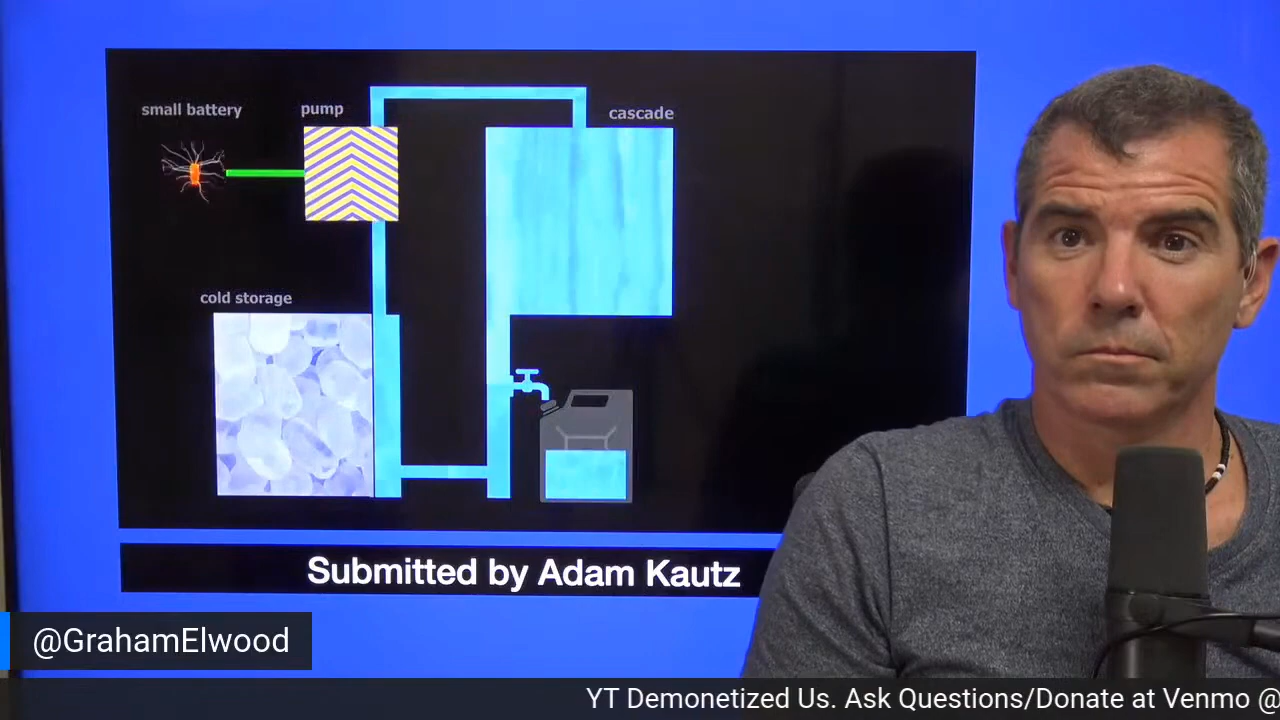 small battery
pump
cascade
cold storage
Submitted by Adam Kautz
@GrahamElwood
YT Demonetized Us. Ask Questions/Donate at Venmo @